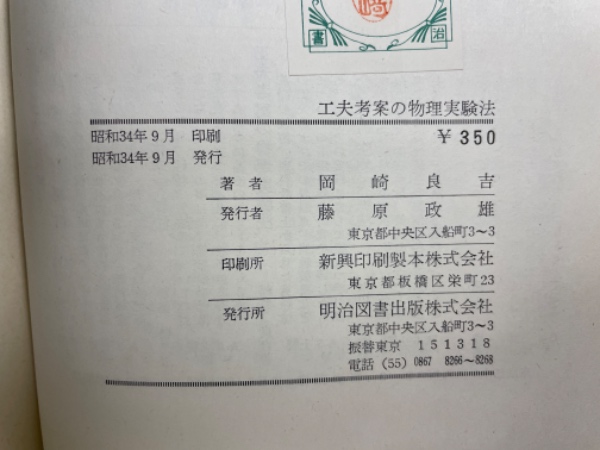 﨑
書 治
工夫考案の物理実験法
昭和34年9月 印刷 ¥350
昭和34年9月 発行
著者 岡崎良吉
発行者 藤原政雄
東京都中央区入船町3~3
印刷所 新興印刷製本株式会社
東京都板橋区栄町23
発行所 明治図書出版株式会社
東京都中央区入船町3~3
振替東京 151318
電話 (55) 0867 8266~8268